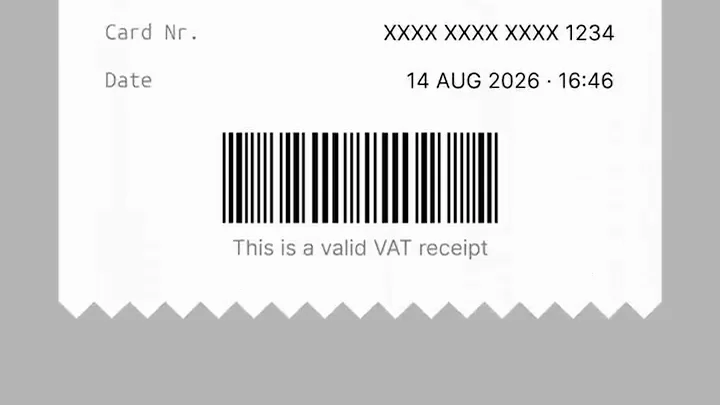 Card Nr. XXXX XXXX XXXX 1234
Date 14 AUG 2026 · 16:46
This is a valid VAT receipt